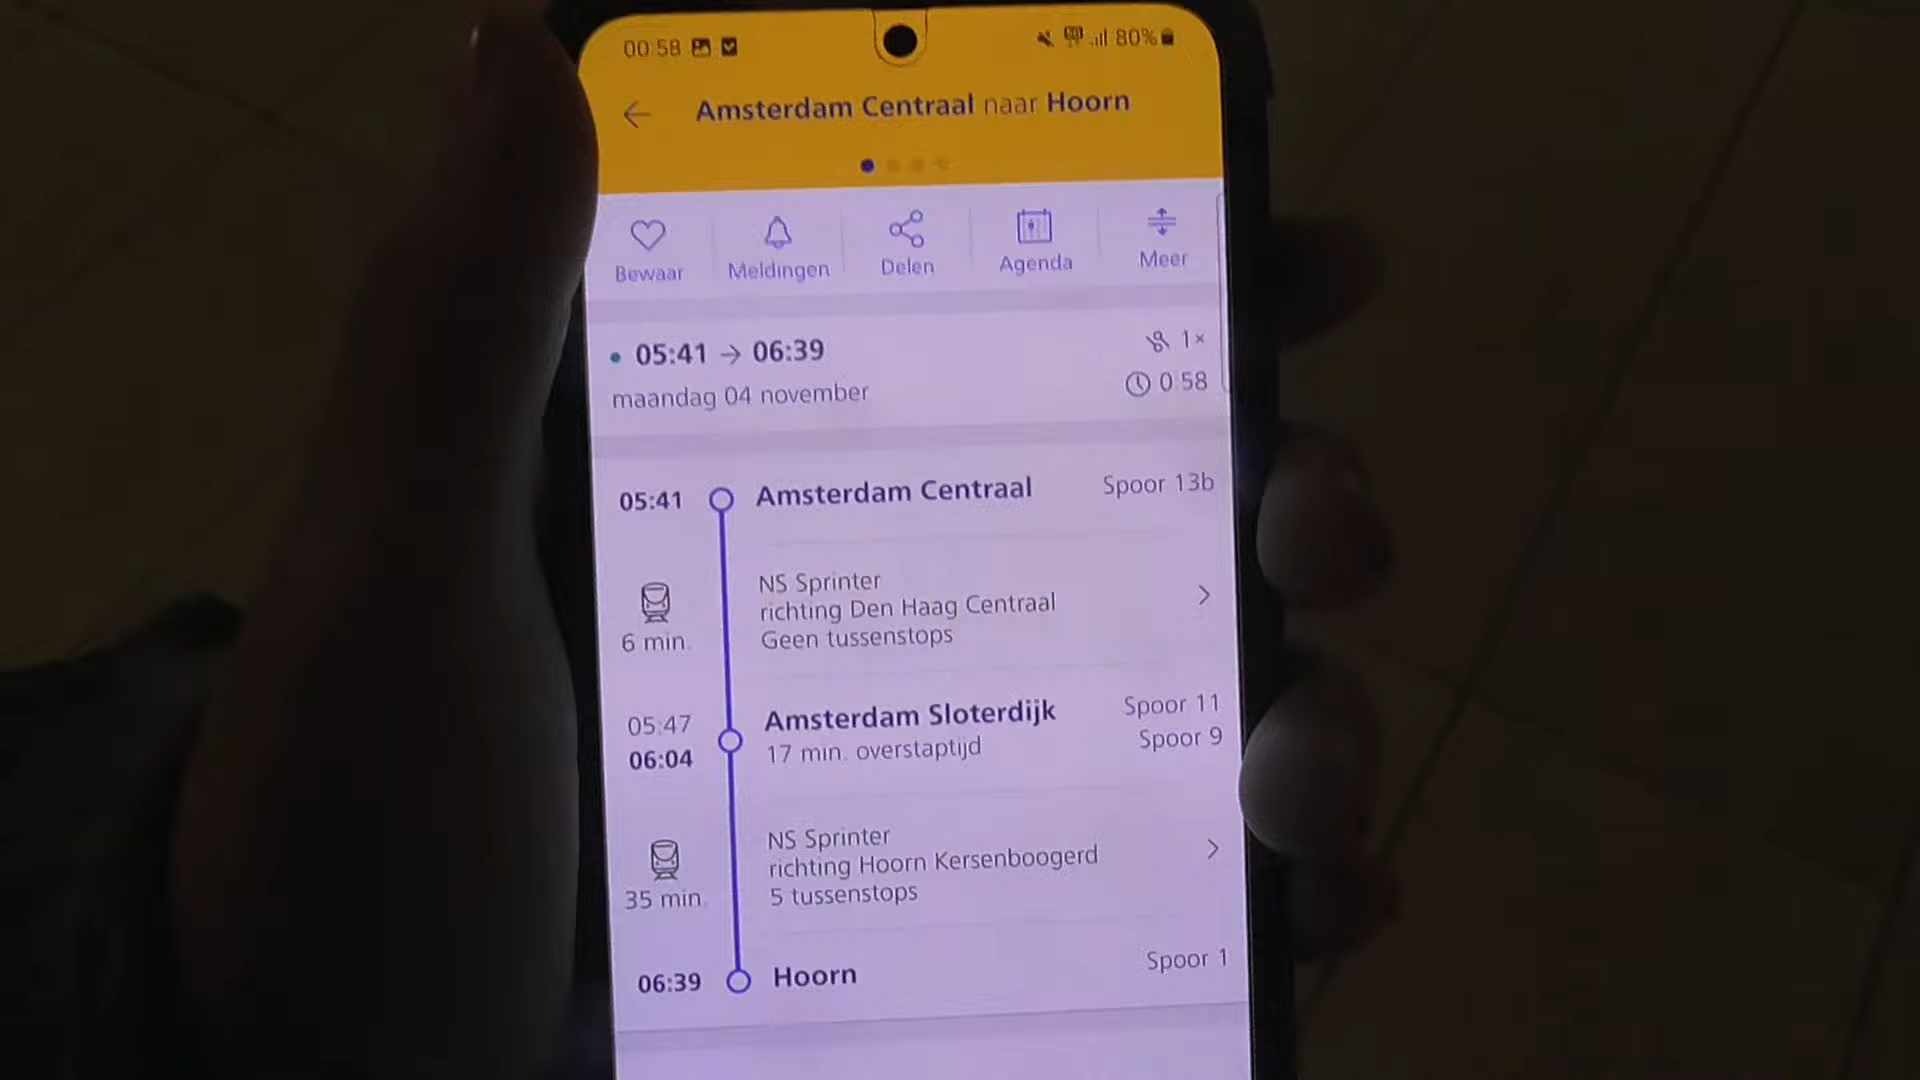 00:58 80%
Amsterdam Centraal naar Hoorn
Bewaar Meldingen Delen Agenda Meer
05:41 → 06:39 1×
maandag 04 november 0:58
05:41 Amsterdam Centraal Spoor 13b
NS Sprinter
richting Den Haag Centraal
6 min. Geen tussenstops
05:47 Amsterdam Sloterdijk Spoor 11
06:04 17 min. overstaptijd Spoor 9
NS Sprinter
richting Hoorn Kersenboogerd
35 min. 5 tussenstops
06:39 Hoorn Spoor 1